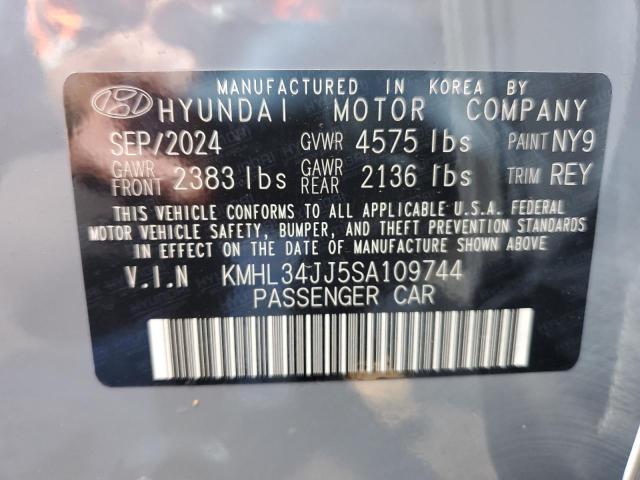 MANUFACTURED IN KOREA BY
HYUNDAI MOTOR COMPANY
SEP/2024 GVWR 4575 lbs PAINT NY9
GAWR FRONT 2383 lbs GAWR REAR 2136 lbs TRIM REY
THIS VEHICLE CONFORMS TO ALL APPLICABLE U.S.A. FEDERAL
MOTOR VEHICLE SAFETY, BUMPER, AND THEFT PREVENTION STANDARDS
IN EFFECT ON THE DATE OF MANUFACTURE SHOWN ABOVE.
V.I.N KMHL34JJ5SA109744
PASSENGER CAR